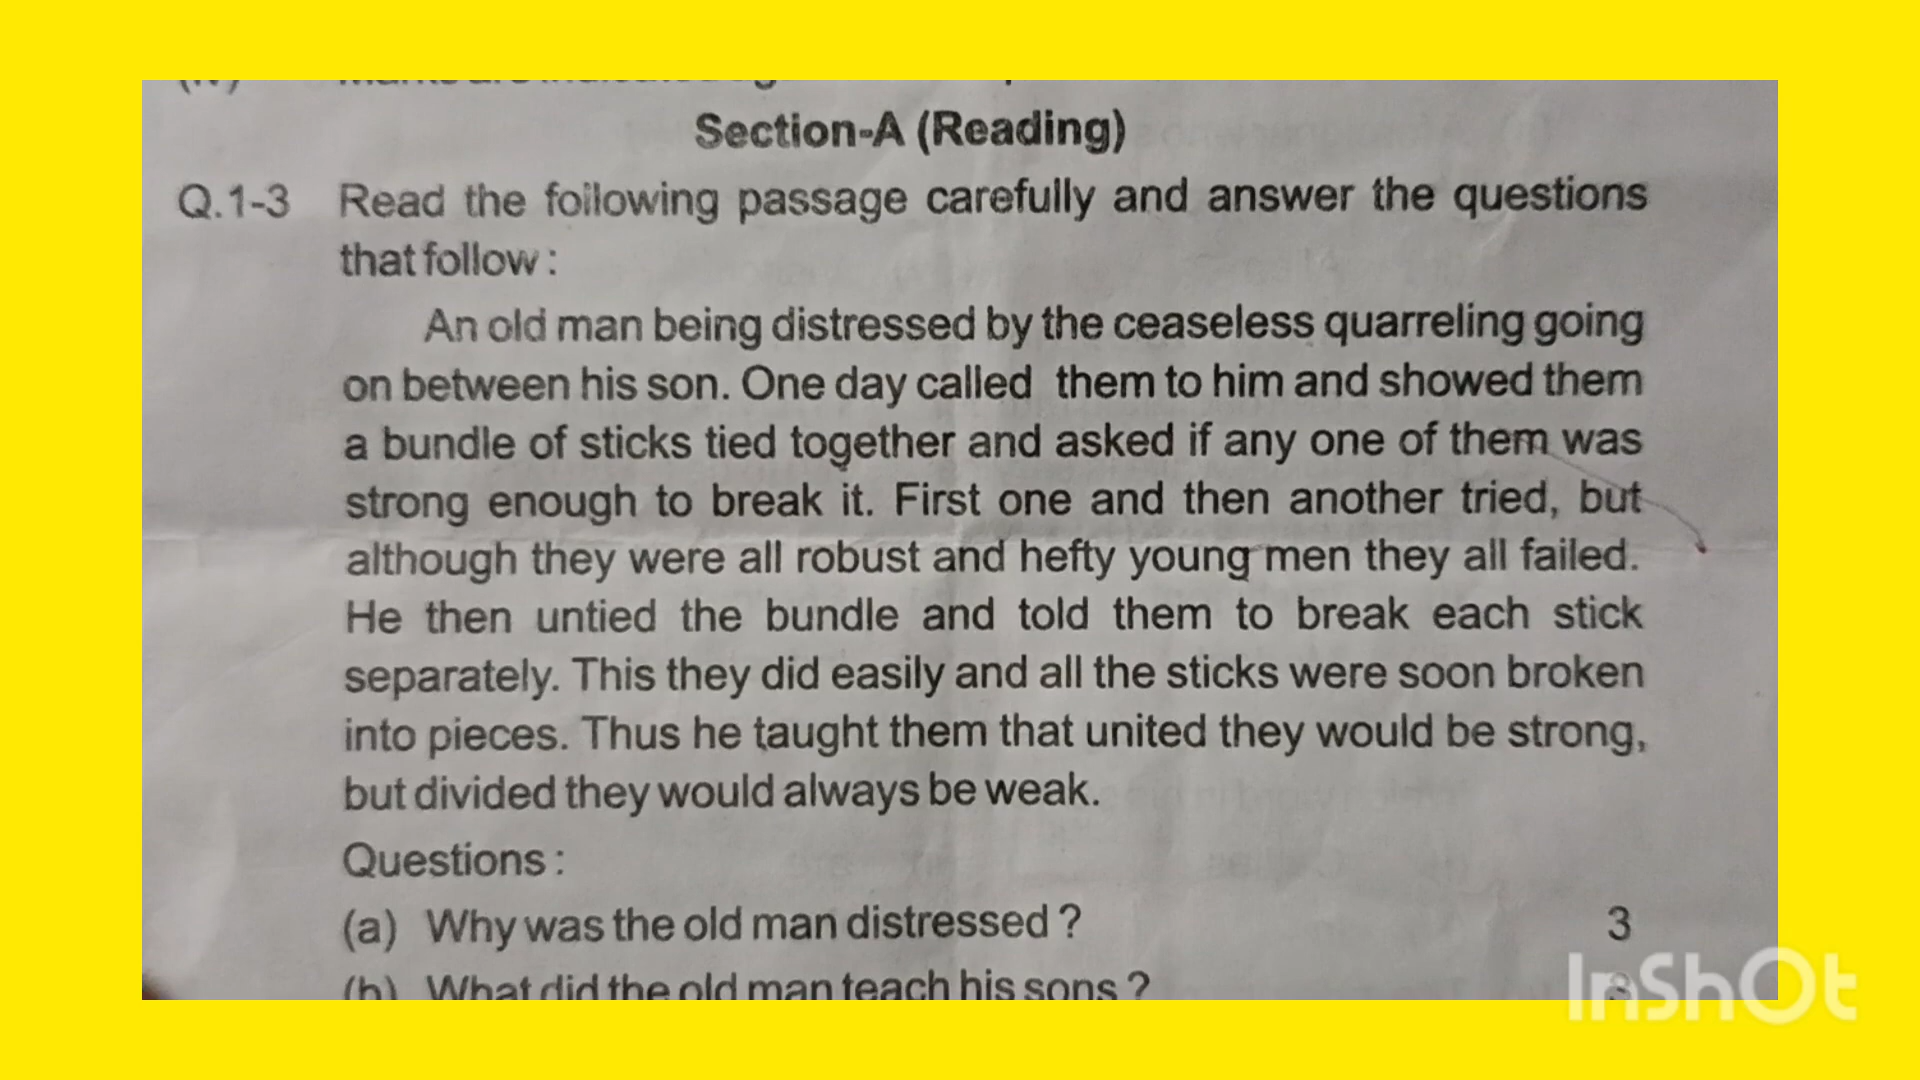 Section-A (Reading)
Q.1-3 Read the following passage carefully and answer the questions
that follow :
An old man being distressed by the ceaseless quarreling going
on between his son. One day called them to him and showed them
a bundle of sticks tied together and asked if any one of them was
strong enough to break it. First one and then another tried, but
although they were all robust and hefty young men they all failed.
He then untied the bundle and told them to break each stick
separately. This they did easily and all the sticks were soon broken
into pieces. Thus he taught them that united they would be strong,
but divided they would always be weak.
Questions :
(a) Why was the old man distressed ? 3
(b) What did the old man teach his sons ?
InShOt